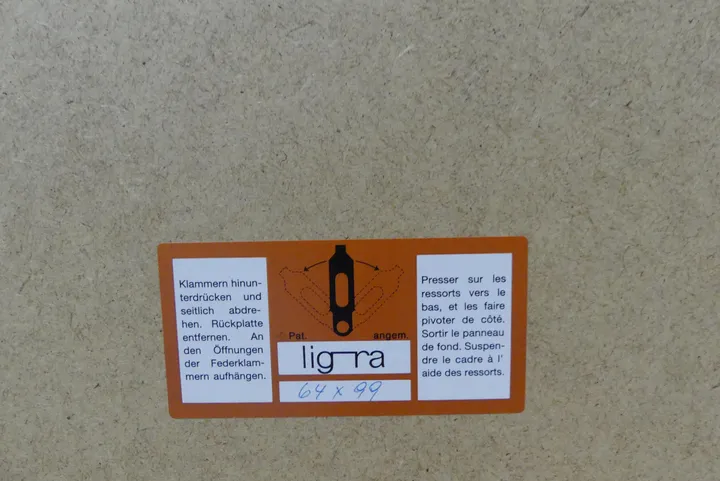 Klammern hinun-
terdrücken und
seitlich abdre-
hen. Rückplatte
entfernen. An
den Öffnungen
der Federklam-
mern aufhängen.
© Pat. angem.
lig-ra
64 x 99
Presser sur les
ressorts vers le
bas, et les faire
pivoter de côté.
Sortir le panneau
de fond. Suspen-
dre le cadre à l'
aide des ressorts.